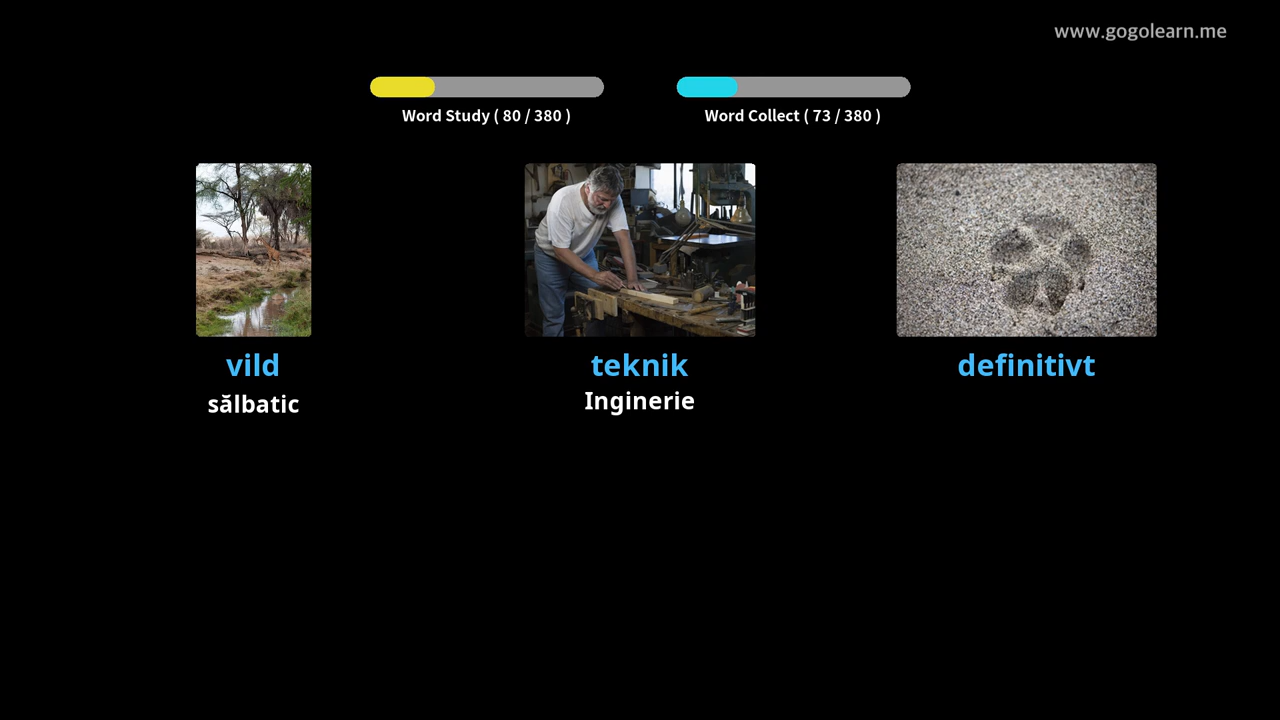 www.gogolearn.me
Word Study ( 80 / 380 )
Word Collect ( 73 / 380 )
vild
sălbatic
teknik
Inginerie
definitivt